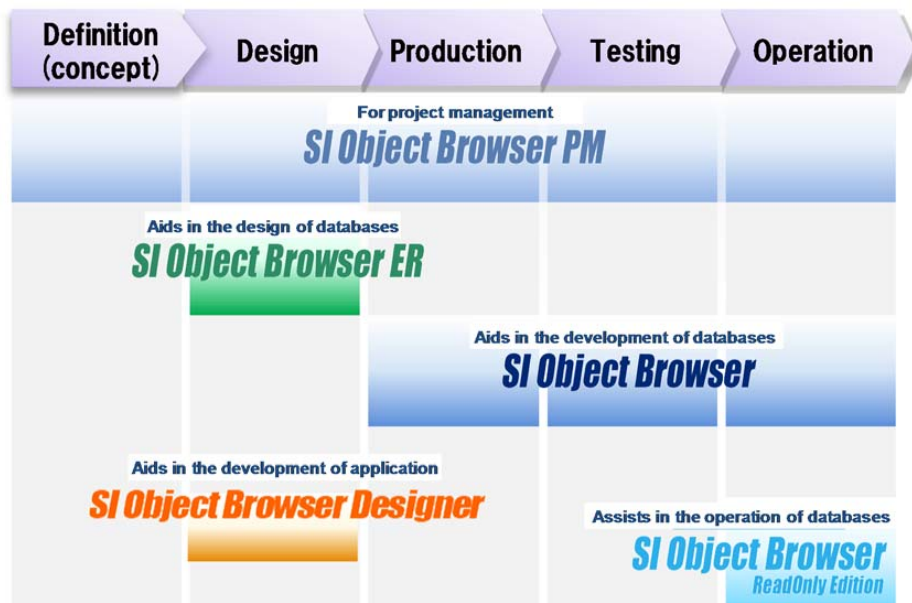 Definition
(concept)
Design
Production
Testing
Operation
For project management
SI Object Browser PM
Aids in the design of databases
SI Object Browser ER
Aids in the development of databases
SI Object Browser
Aids in the development of application
SI Object Browser Designer
Assists in the operation of databases
SI Object Browser
ReadOnly Edition